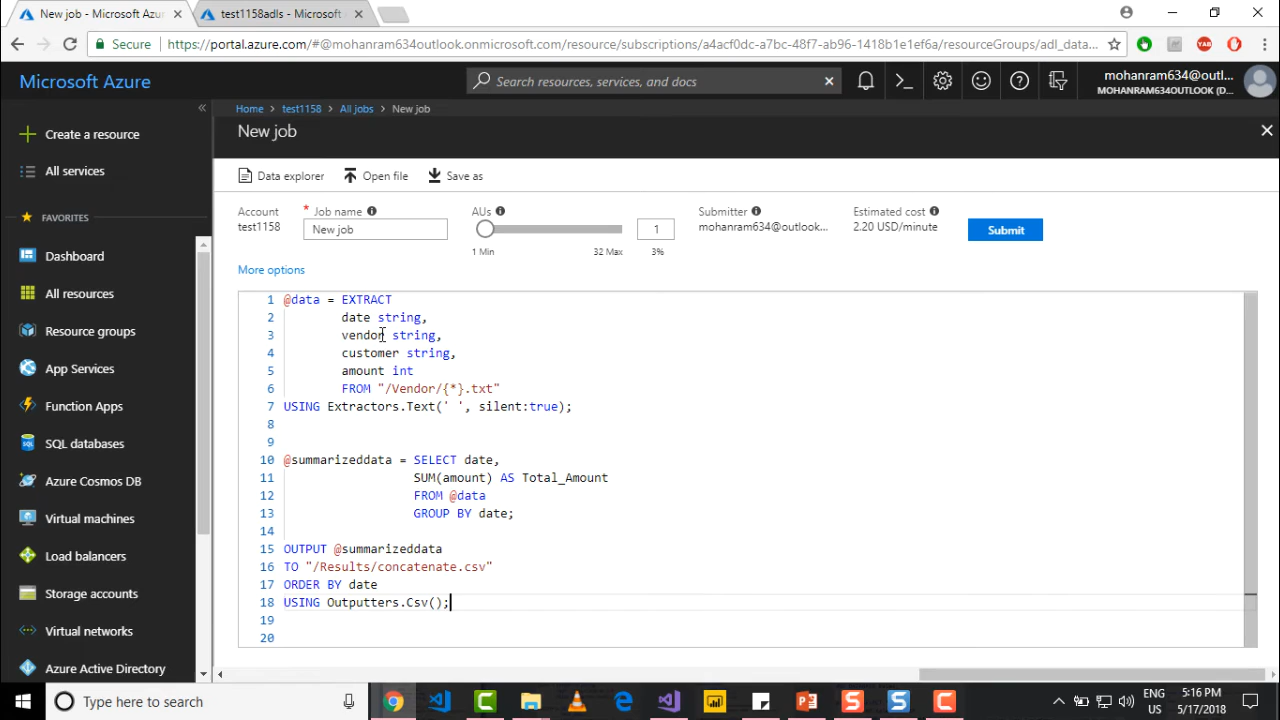 New job - Microsoft Azur
test1158adls - Microsoft A
Secure
https://portal.azure.com/#@mohanram634outlook.onmicrosoft.com/resource/subscriptions/a4acf0dc-a7bc-48f7-ab96-1418b1e1ef6a/resourceGroups/adl_data...
YAB
Microsoft Azure
Search resources, services, and docs
mohanram634@outl...
MOHANRAM634OUTLOOK (D...
Home
test1158
All jobs
New job
New job
Create a resource
All services
FAVORITES
Dashboard
All resources
Resource groups
App Services
Function Apps
SQL databases
Azure Cosmos DB
Virtual machines
Load balancers
Storage accounts
Virtual networks
Azure Active Directory
Data explorer
Open file
Save as
Account
test1158
* Job name
New job
AUs
1
1 Min
32 Max
3%
Submitter
mohanram634@outlook...
Estimated cost
2.20 USD/minute
Submit
More options
1 @data = EXTRACT
2 date string,
3 vendor string,
4 customer string,
5 amount int
6 FROM "/Vendor/{*}.txt"
7 USING Extractors.Text(' ', silent:true);
8
9
10 @summarizeddata = SELECT date,
11 SUM(amount) AS Total_Amount
12 FROM @data
13 GROUP BY date;
14
15 OUTPUT @summarizeddata
16 TO "/Results/concatenate.csv"
17 ORDER BY date
18 USING Outputters.Csv();
19
20
Type here to search
ENG
US
5:16 PM
5/17/2018